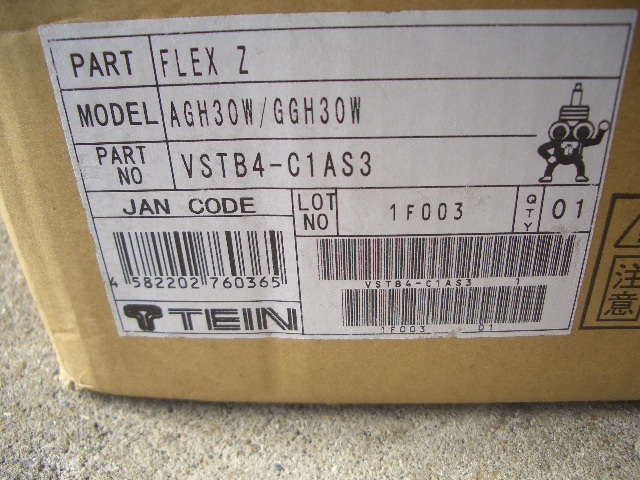 PART FLEX Z
MODEL AGH30W/GGH30W
PART NO VSTB4-C1AS3
JAN CODE LOT NO 1F003 QTY 01
4 582202 760365
VSTB4-C1AS3 1
1F003 01
TEIN
注意